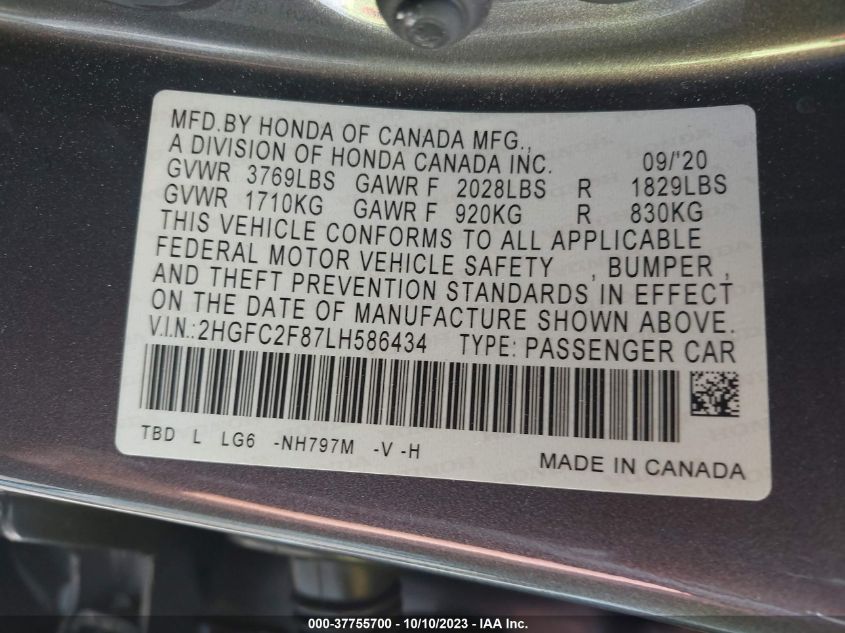 MFD.BY HONDA OF CANADA MFG.,
A DIVISION OF HONDA CANADA INC. 09/'20
GVWR 3769LBS GAWR F 2028LBS R 1829LBS
GVWR 1710KG GAWR F 920KG R 830KG
THIS VEHICLE CONFORMS TO ALL APPLICABLE
FEDERAL MOTOR VEHICLE SAFETY , BUMPER ,
AND THEFT PREVENTION STANDARDS IN EFFECT
ON THE DATE OF MANUFACTURE SHOWN ABOVE.
V.I.N.:2HGFC2F87LH586434 TYPE: PASSENGER CAR
TBD L LG6 -NH797M -V -H
MADE IN CANADA
000-37755700 - 10/10/2023 - IAA Inc.